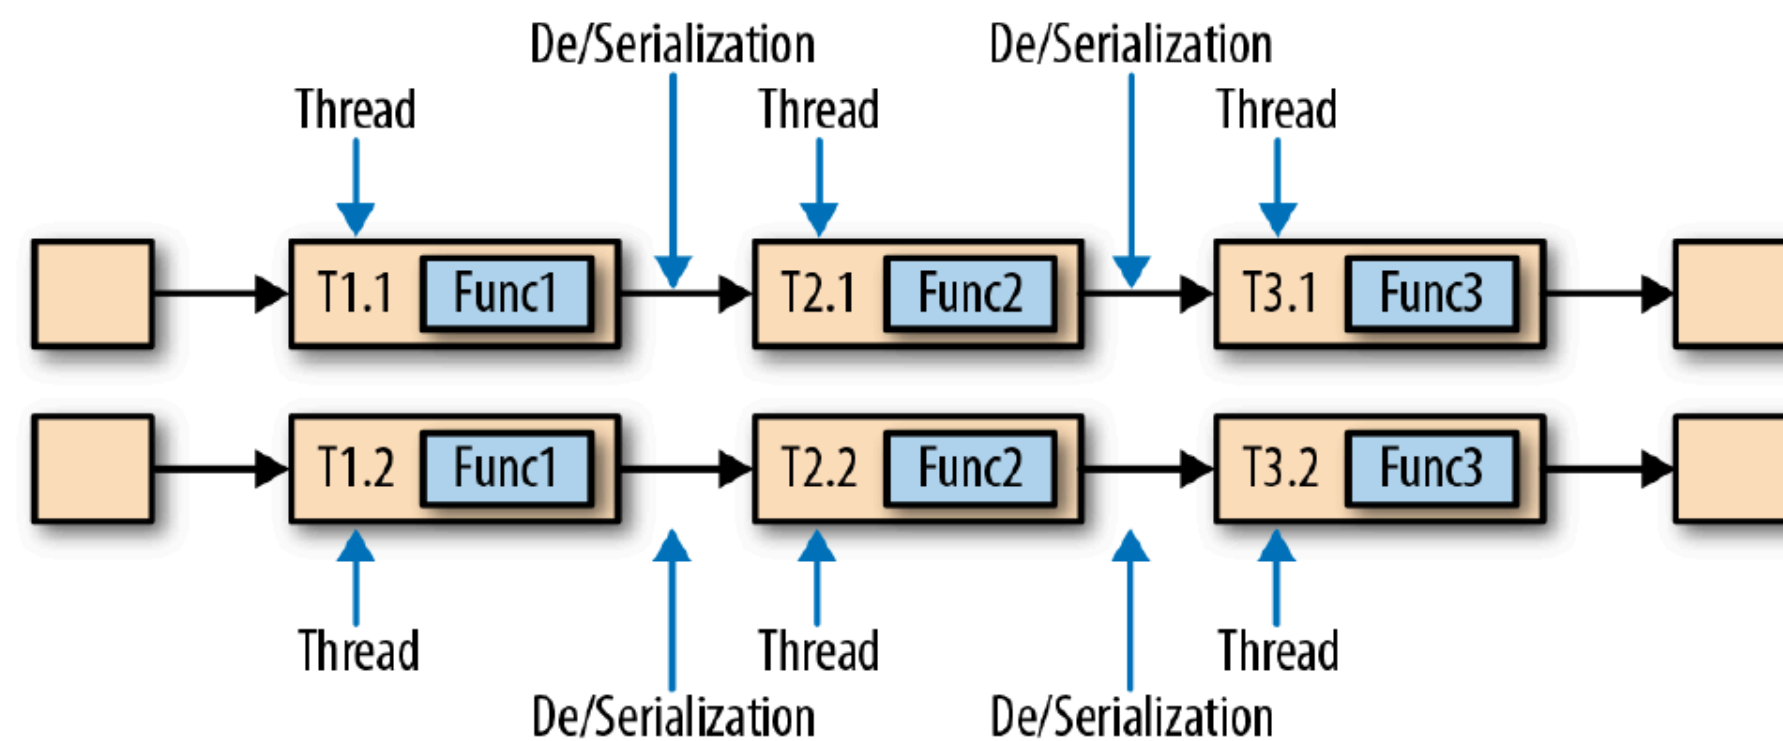 De/Serialization De/Serialization
Thread Thread Thread
T1.1 Func1 T2.1 Func2 T3.1 Func3
T1.2 Func1 T2.2 Func2 T3.2 Func3
Thread Thread Thread
De/Serialization De/Serialization